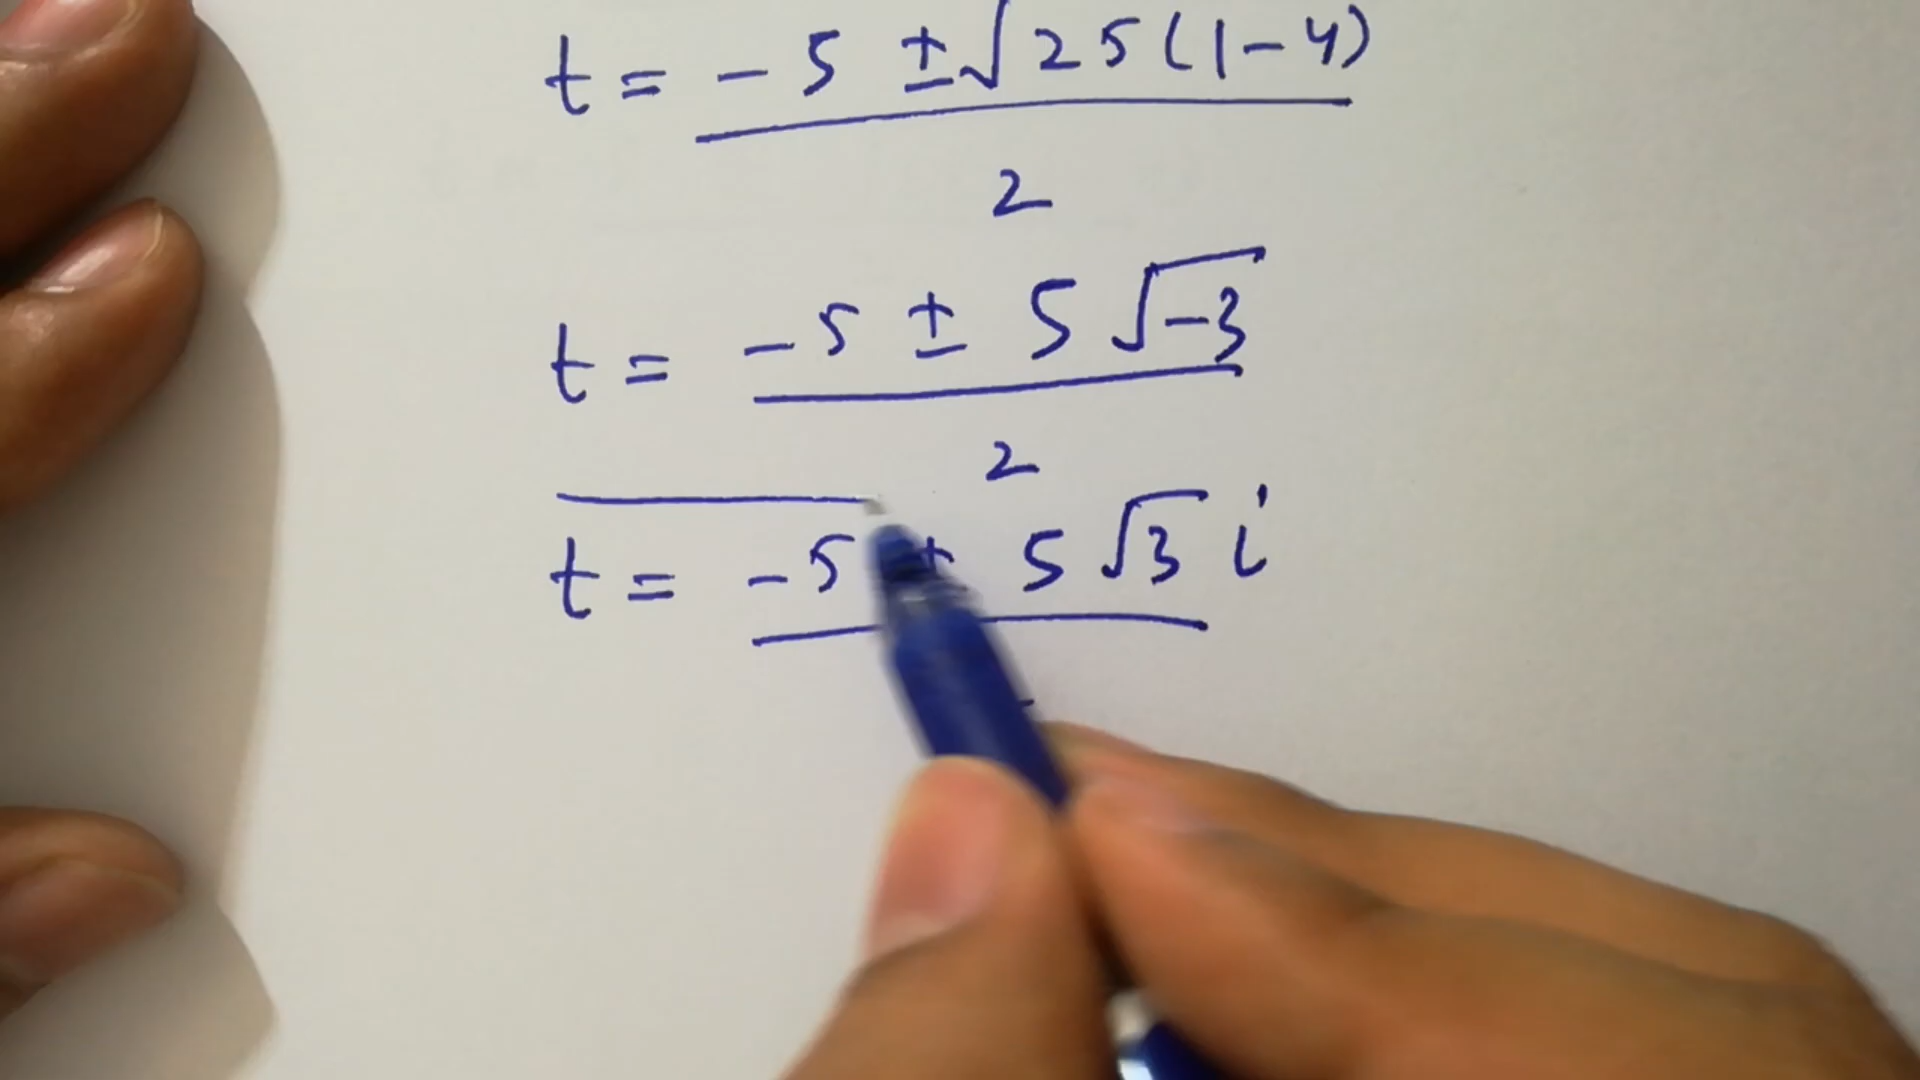 t = - 5 ± √25(1-4)
2
t = -5 ± 5 √-3
2
t = -5 ± 5 √3 i